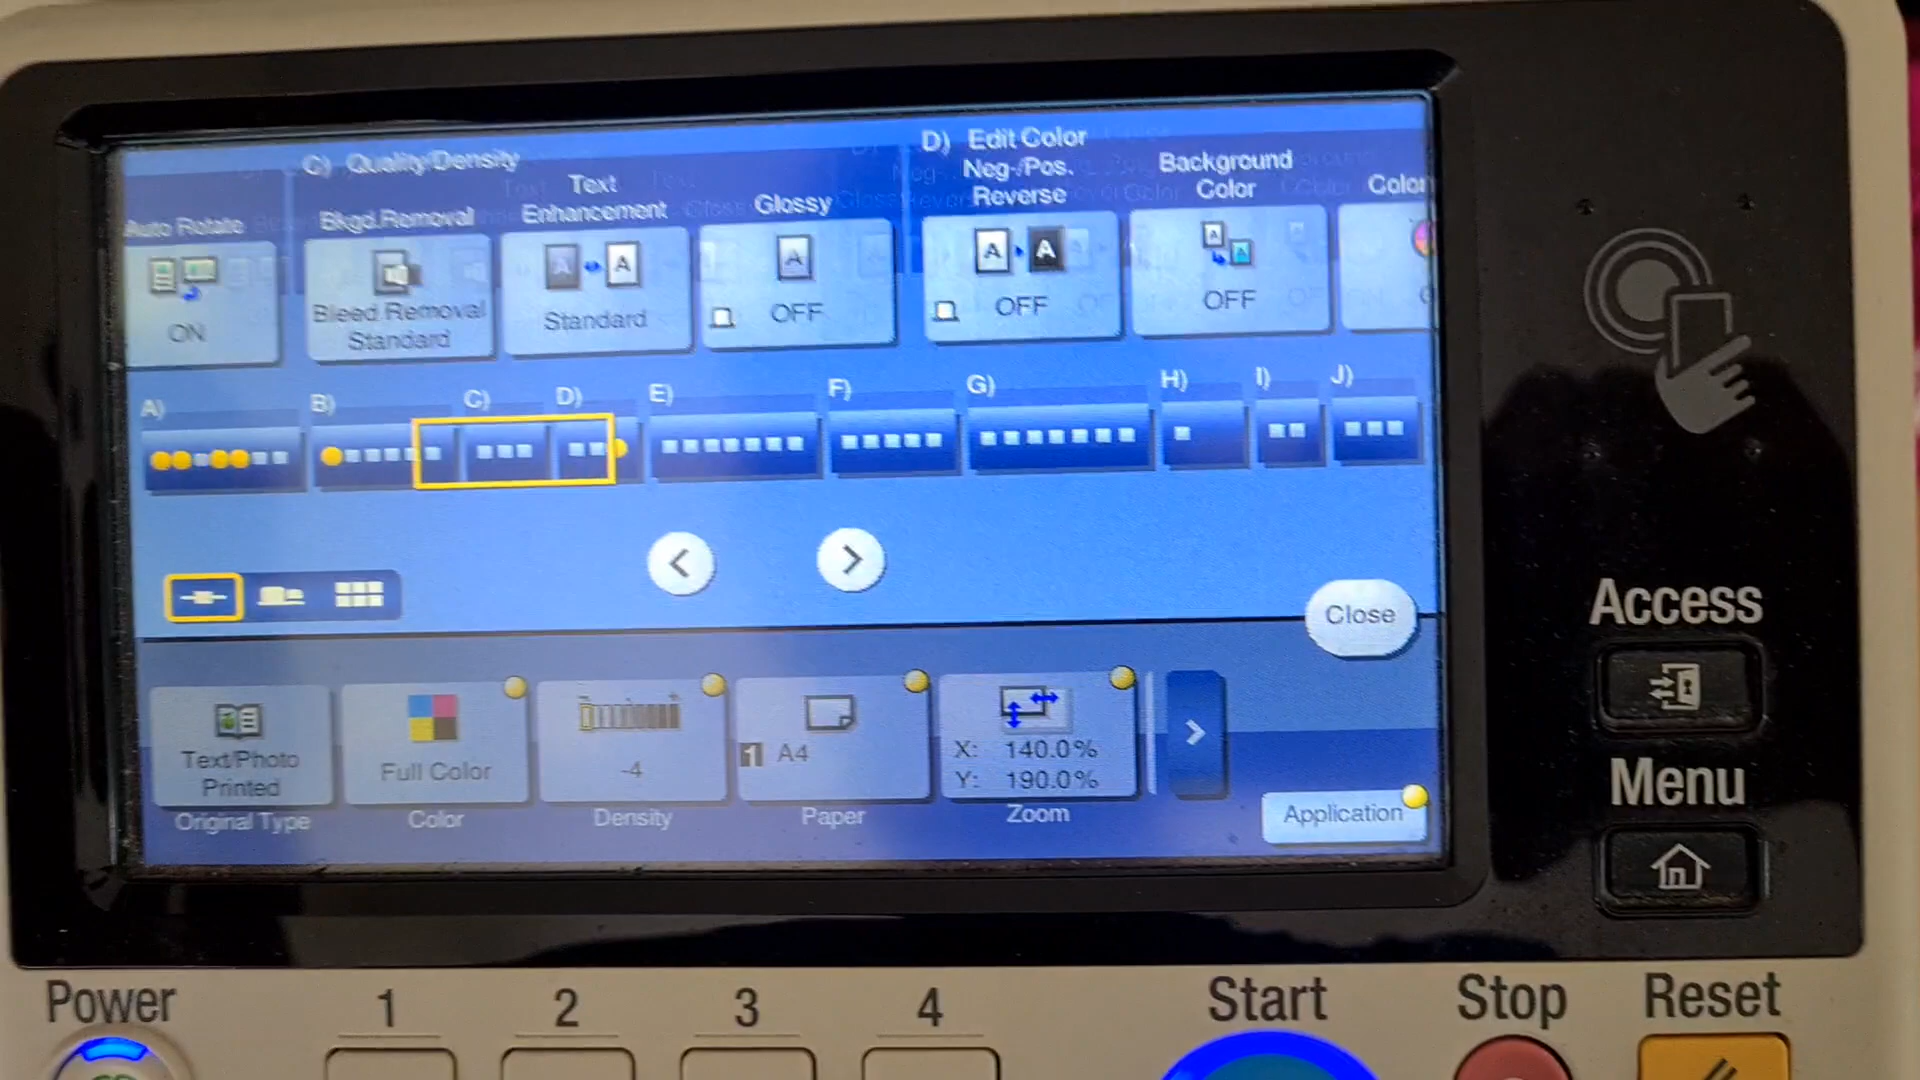 C) Quality/Density
D) Edit Color
Auto Rotate
Bkgd.Removal
Text
Enhancement
Glossy
Neg-/Pos.
Reverse
Background
Color
Color
ON
Bleed Removal
Standard
Standard
OFF
OFF
OFF
A) B) C) D) E) F) G) H) I) J)
Close
Text/Photo
Printed
Full Color
-4
1 A4
X: 140.0%
Y: 190.0%
Original Type
Color
Density
Paper
Zoom
Application
Access
Menu
Power
1
2
3
4
Start
Stop
Reset